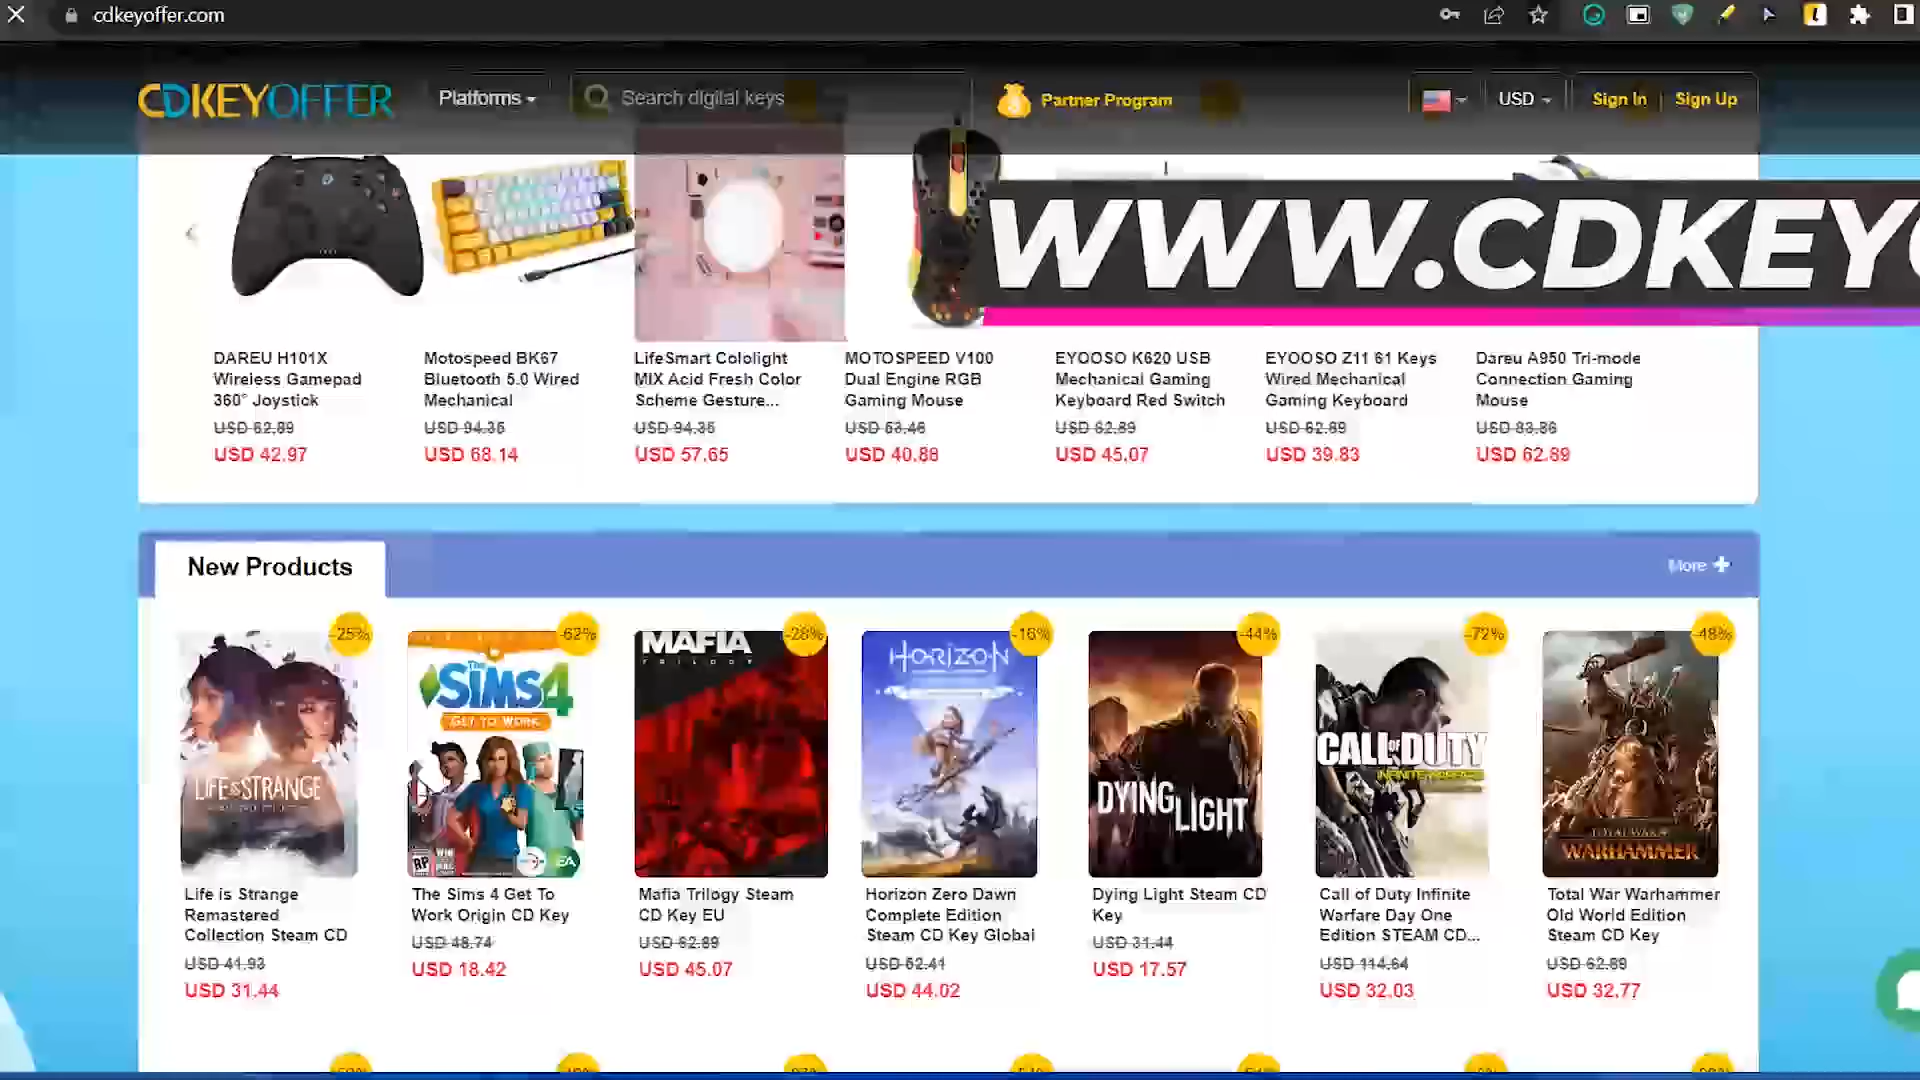 cdkeyoffer.com
CDKEYOFFER
Platforms
Search digital keys
Partner Program
USD
Sign In
Sign Up
WWW.CDKEYO
DAREU H101X
Wireless Gamepad
360° Joystick
USD 62.89
USD 42.97
Motospeed BK67
Bluetooth 5.0 Wired
Mechanical
USD 94.35
USD 68.14
LifeSmart Cololight
MIX Acid Fresh Color
Scheme Gesture...
USD 94.35
USD 57.65
MOTOSPEED V100
Dual Engine RGB
Gaming Mouse
USD 53.46
USD 40.88
EYOOSO K620 USB
Mechanical Gaming
Keyboard Red Switch
USD 62.89
USD 45.07
EYOOSO Z11 61 Keys
Wired Mechanical
Gaming Keyboard
USD 62.89
USD 39.83
Dareu A950 Tri-mode
Connection Gaming
Mouse
USD 83.86
USD 62.89
New Products
More
-25%
LIFE IS STRANGE
Life is Strange
Remastered
Collection Steam CD
USD 41.93
USD 31.44
-62%
The SIMS 4
GET TO WORK
RP
EA
The Sims 4 Get To
Work Origin CD Key
USD 48.74
USD 18.42
-28%
MAFIA
TRILOGY
Mafia Trilogy Steam
CD Key EU
USD 62.89
USD 45.07
-16%
HORIZON
Horizon Zero Dawn
Complete Edition
Steam CD Key Global
USD 52.41
USD 44.02
-44%
DYING LIGHT
Dying Light Steam CD
Key
USD 31.44
USD 17.57
-72%
CALL OF DUTY
INFINITE WARFARE
Call of Duty Infinite
Warfare Day One
Edition STEAM CD...
USD 114.64
USD 32.03
-48%
TOTAL WAR
WARHAMMER
Total War Warhammer
Old World Edition
Steam CD Key
USD 62.89
USD 32.77